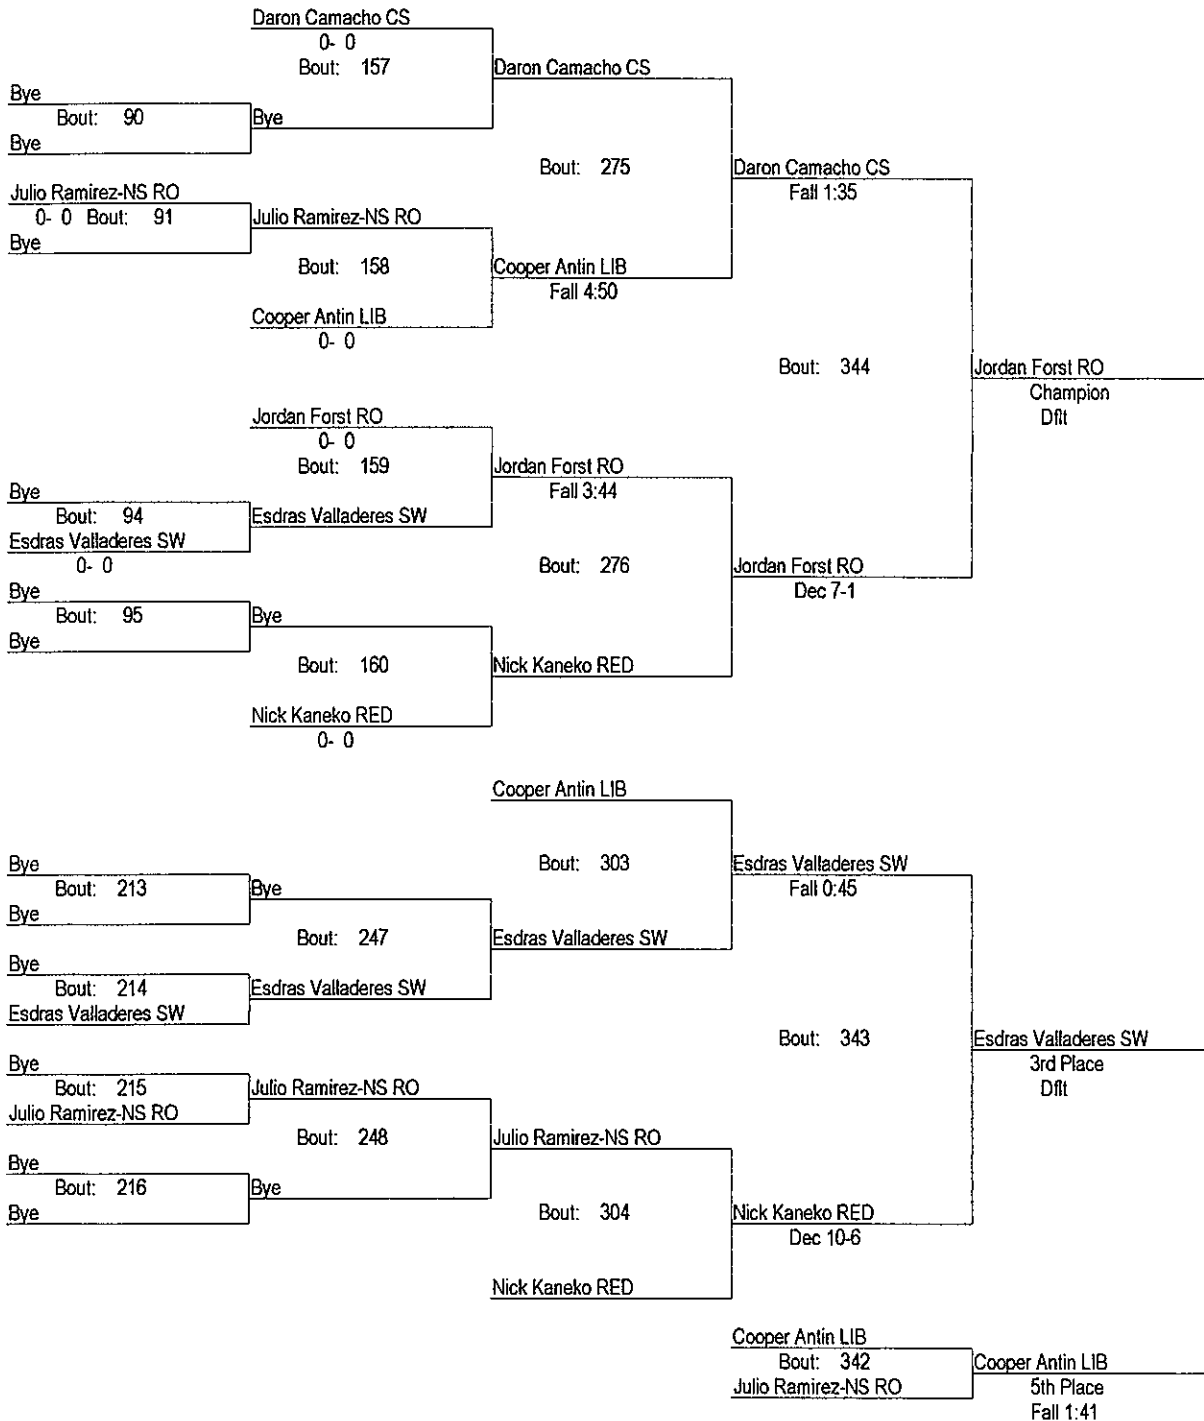 Daron Camacho CS
0- 0
Bout: 157
Daron Camacho CS
Bye
Bout: 90
Bye
Bye
Bout: 275
Daron Camacho CS
Fall 1:35
Julio Ramirez-NS RO
0- 0 Bout: 91
Julio Ramirez-NS RO
Bye
Bout: 158
Cooper Antin LIB
Fall 4:50
Cooper Antin LIB
0- 0
Bout: 344
Jordan Forst RO
Champion
Dflt
Jordan Forst RO
0- 0
Bout: 159
Jordan Forst RO
Fall 3:44
Bye
Bout: 94
Esdras Valladeres SW
Esdras Valladeres SW
0- 0
Bout: 276
Jordan Forst RO
Dec 7-1
Bye
Bout: 95
Bye
Bye
Bout: 160
Nick Kaneko RED
Nick Kaneko RED
0- 0
Cooper Antin LIB
Bout: 303
Esdras Valladeres SW
Fall 0:45
Bye
Bout: 213
Bye
Bye
Bout: 247
Esdras Valladeres SW
Bye
Bout: 214
Esdras Valladeres SW
Esdras Valladeres SW
Bout: 343
Esdras Valladeres SW
3rd Place
Dflt
Bye
Bout: 215
Julio Ramirez-NS RO
Julio Ramirez-NS RO
Bout: 248
Julio Ramirez-NS RO
Bye
Bout: 216
Bye
Bye
Bout: 304
Nick Kaneko RED
Dec 10-6
Nick Kaneko RED
Cooper Antin LIB
Bout: 342
Cooper Antin LIB
Julio Ramirez-NS RO
5th Place
Fall 1:41